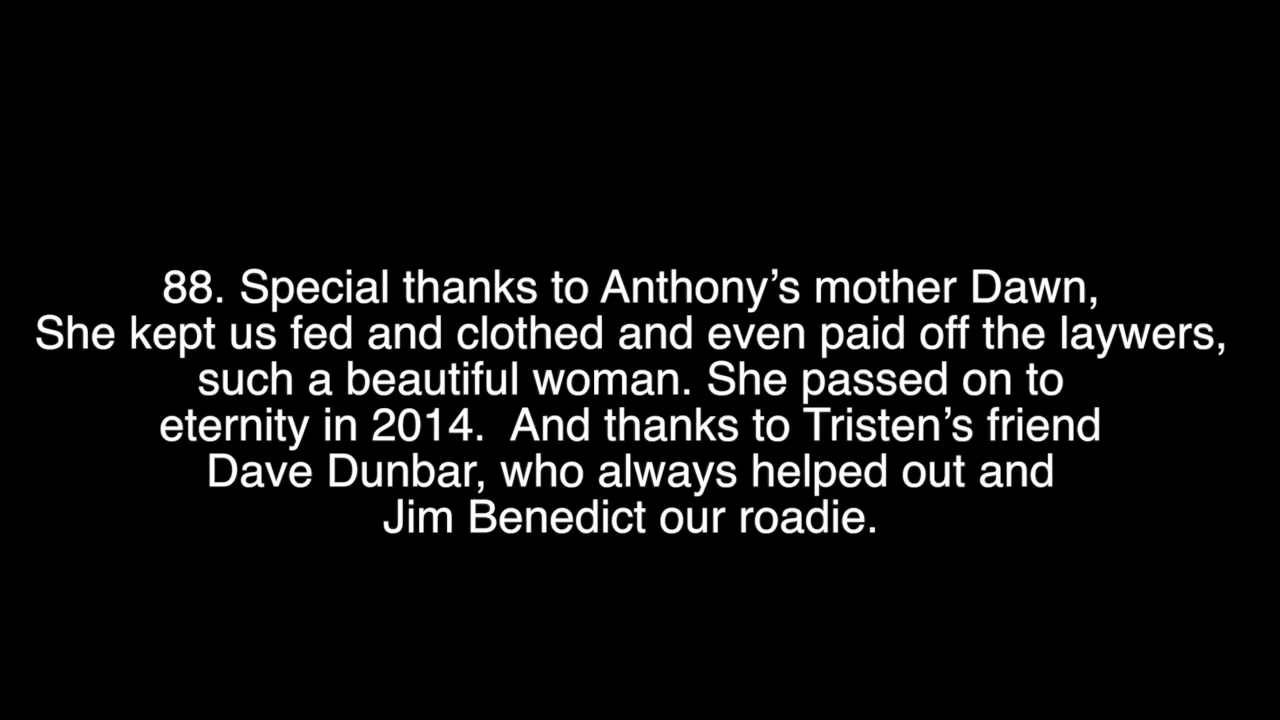 88. Special thanks to Anthony’s mother Dawn,
She kept us fed and clothed and even paid off the laywers,
such a beautiful woman. She passed on to
eternity in 2014.  And thanks to Tristen’s friend
Dave Dunbar, who always helped out and
Jim Benedict our roadie.